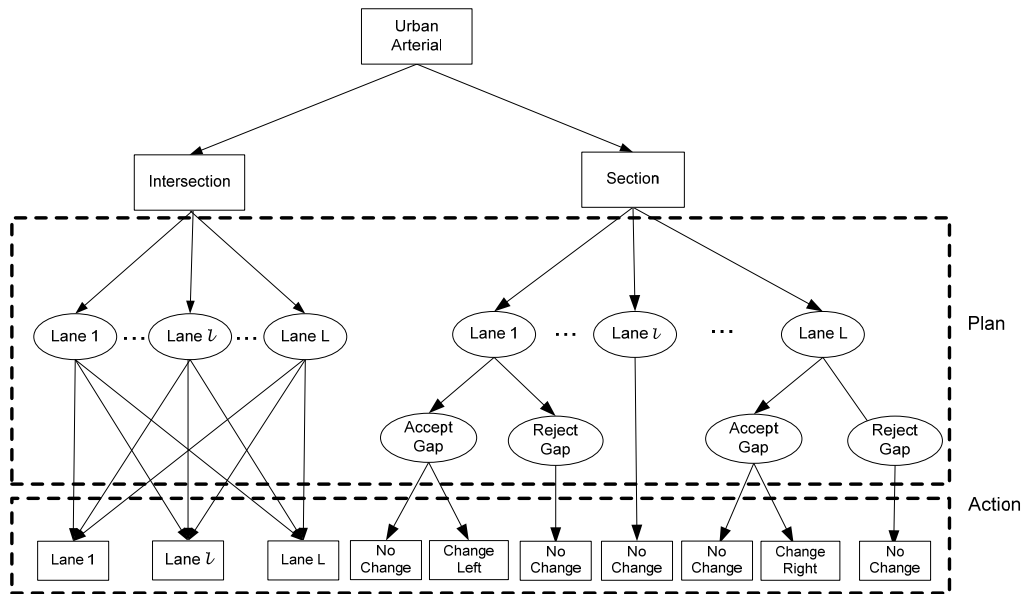 Urban
Arterial
Intersection
Section
Plan
Lane 1
...
Lane l
...
Lane L
Lane 1
...
Lane l
...
Lane L
Accept
Gap
Reject
Gap
Accept
Gap
Reject
Gap
Action
Lane 1
Lane l
Lane L
No
Change
Change
Left
No
Change
No
Change
No
Change
Change
Right
No
Change